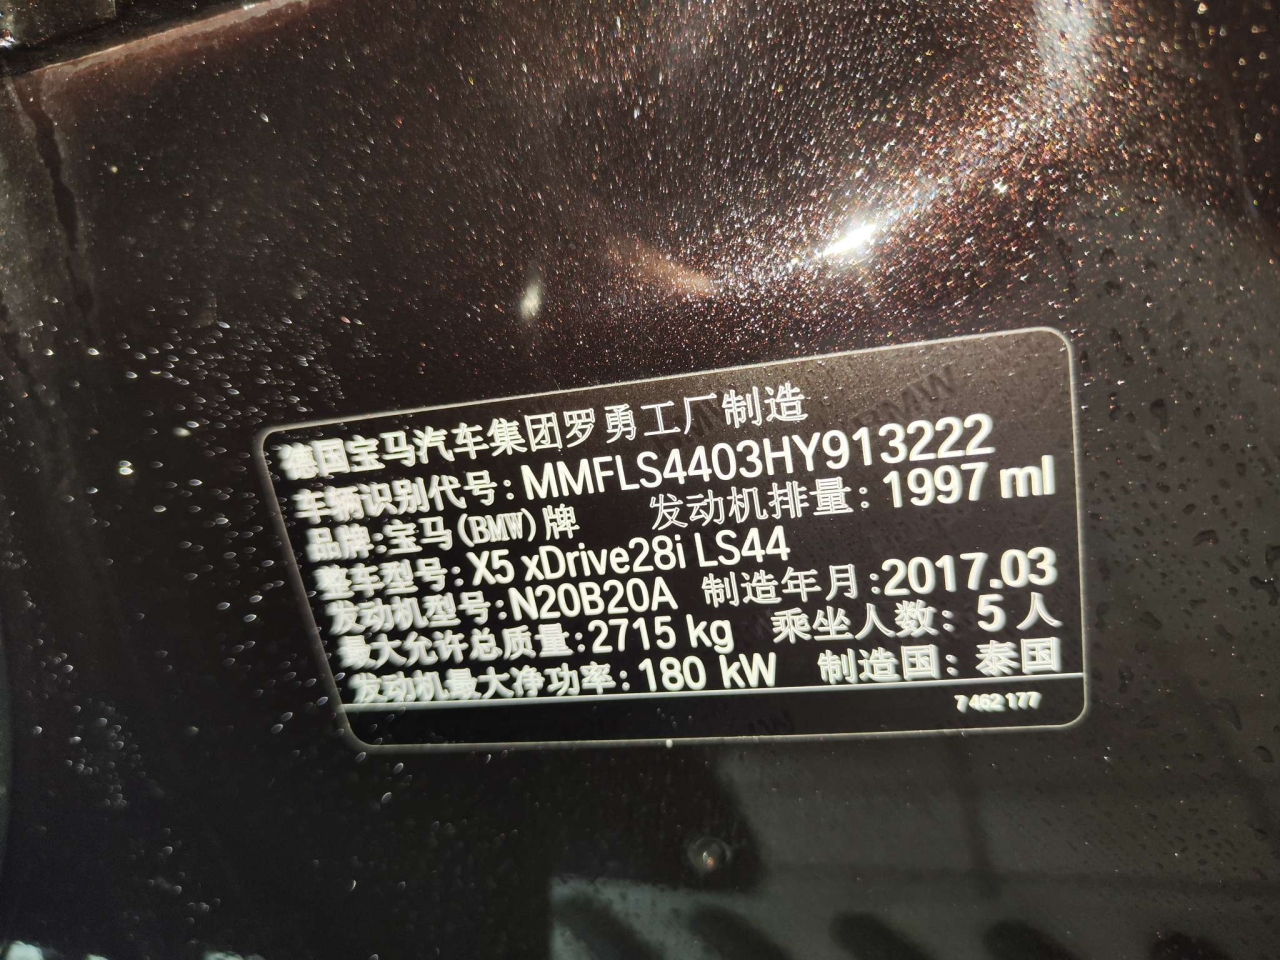 德国宝马汽车集团罗勇工厂制造
车辆识别代号: MMFLS4403HY913222
品牌:宝马(BMW)牌 发动机排量: 1997 ml
整车型号: X5 xDrive28i LS44
发动机型号: N20B20A 制造年月:2017.03
最大允许总质量:2715 kg 乘坐人数: 5 人
发动机最大净功率: 180 kW 制造国: 泰国
7462177